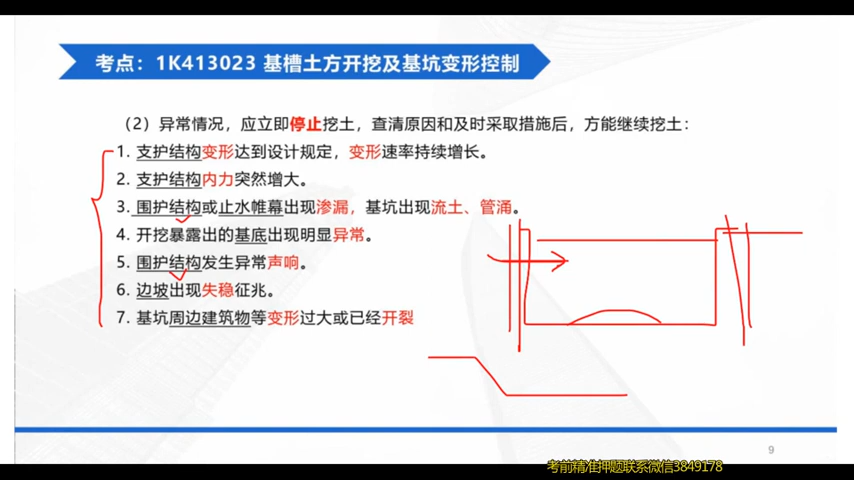 考点：1K413023 基槽土方开挖及基坑变形控制
（2）异常情况，应立即停止挖土，查清原因和及时采取措施后，方能继续挖土：
1. 支护结构变形达到设计规定，变形速率持续增长。
2. 支护结构内力突然增大。
3. 围护结构或止水帷幕出现渗漏，基坑出现流土、管涌。
4. 开挖暴露出的基底出现明显异常。
5. 围护结构发生异常声响。
6. 边坡出现失稳征兆。
7. 基坑周边建筑物等变形过大或已经开裂
9
考前精准押题联系微信3849178